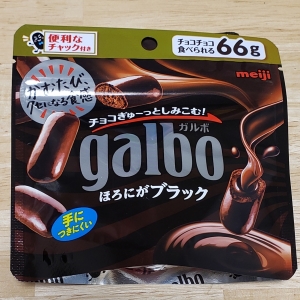 便利な
チャック付き
チョコチョコ
食べられる
66g
meiji
かむたび、
クセになる食感
チョコぎゅーっとしみこむ!
ガルボ
galbo
ほろにがブラック
手に
つきにくい